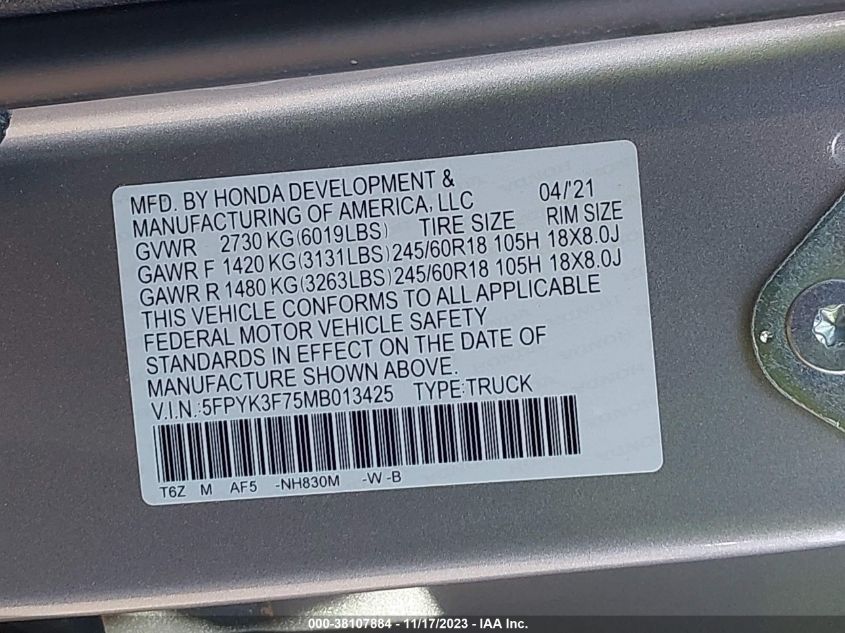 MFD. BY HONDA DEVELOPMENT & 04/'21
MANUFACTURING OF AMERICA, LLC
GVWR 2730 KG(6019LBS) TIRE SIZE RIM SIZE
GAWR F 1420 KG(3131LBS) 245/60R18 105H 18X8.0J
GAWR R 1480 KG(3263LBS) 245/60R18 105H 18X8.0J
THIS VEHICLE CONFORMS TO ALL APPLICABLE
FEDERAL MOTOR VEHICLE SAFETY
STANDARDS IN EFFECT ON THE DATE OF
MANUFACTURE SHOWN ABOVE.
V.I.N.:5FPYK3F75MB013425 TYPE:TRUCK
T6Z M AF5 -NH830M -W -B
000-38107884 - 11/17/2023 - IAA Inc.